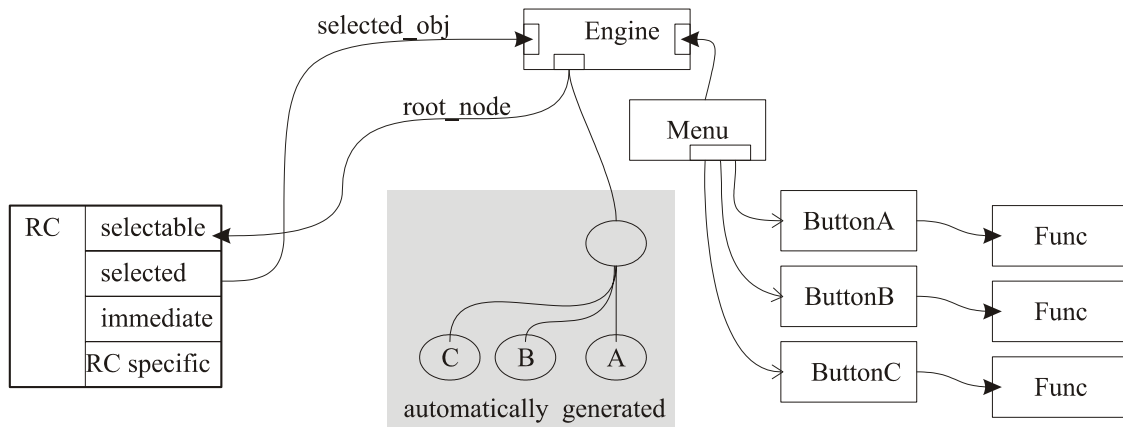 selected_obj
Engine
root_node
Menu
RC
selectable
selected
immediate
RC specific
ButtonA
Func
ButtonB
Func
ButtonC
Func
C
B
A
automatically generated